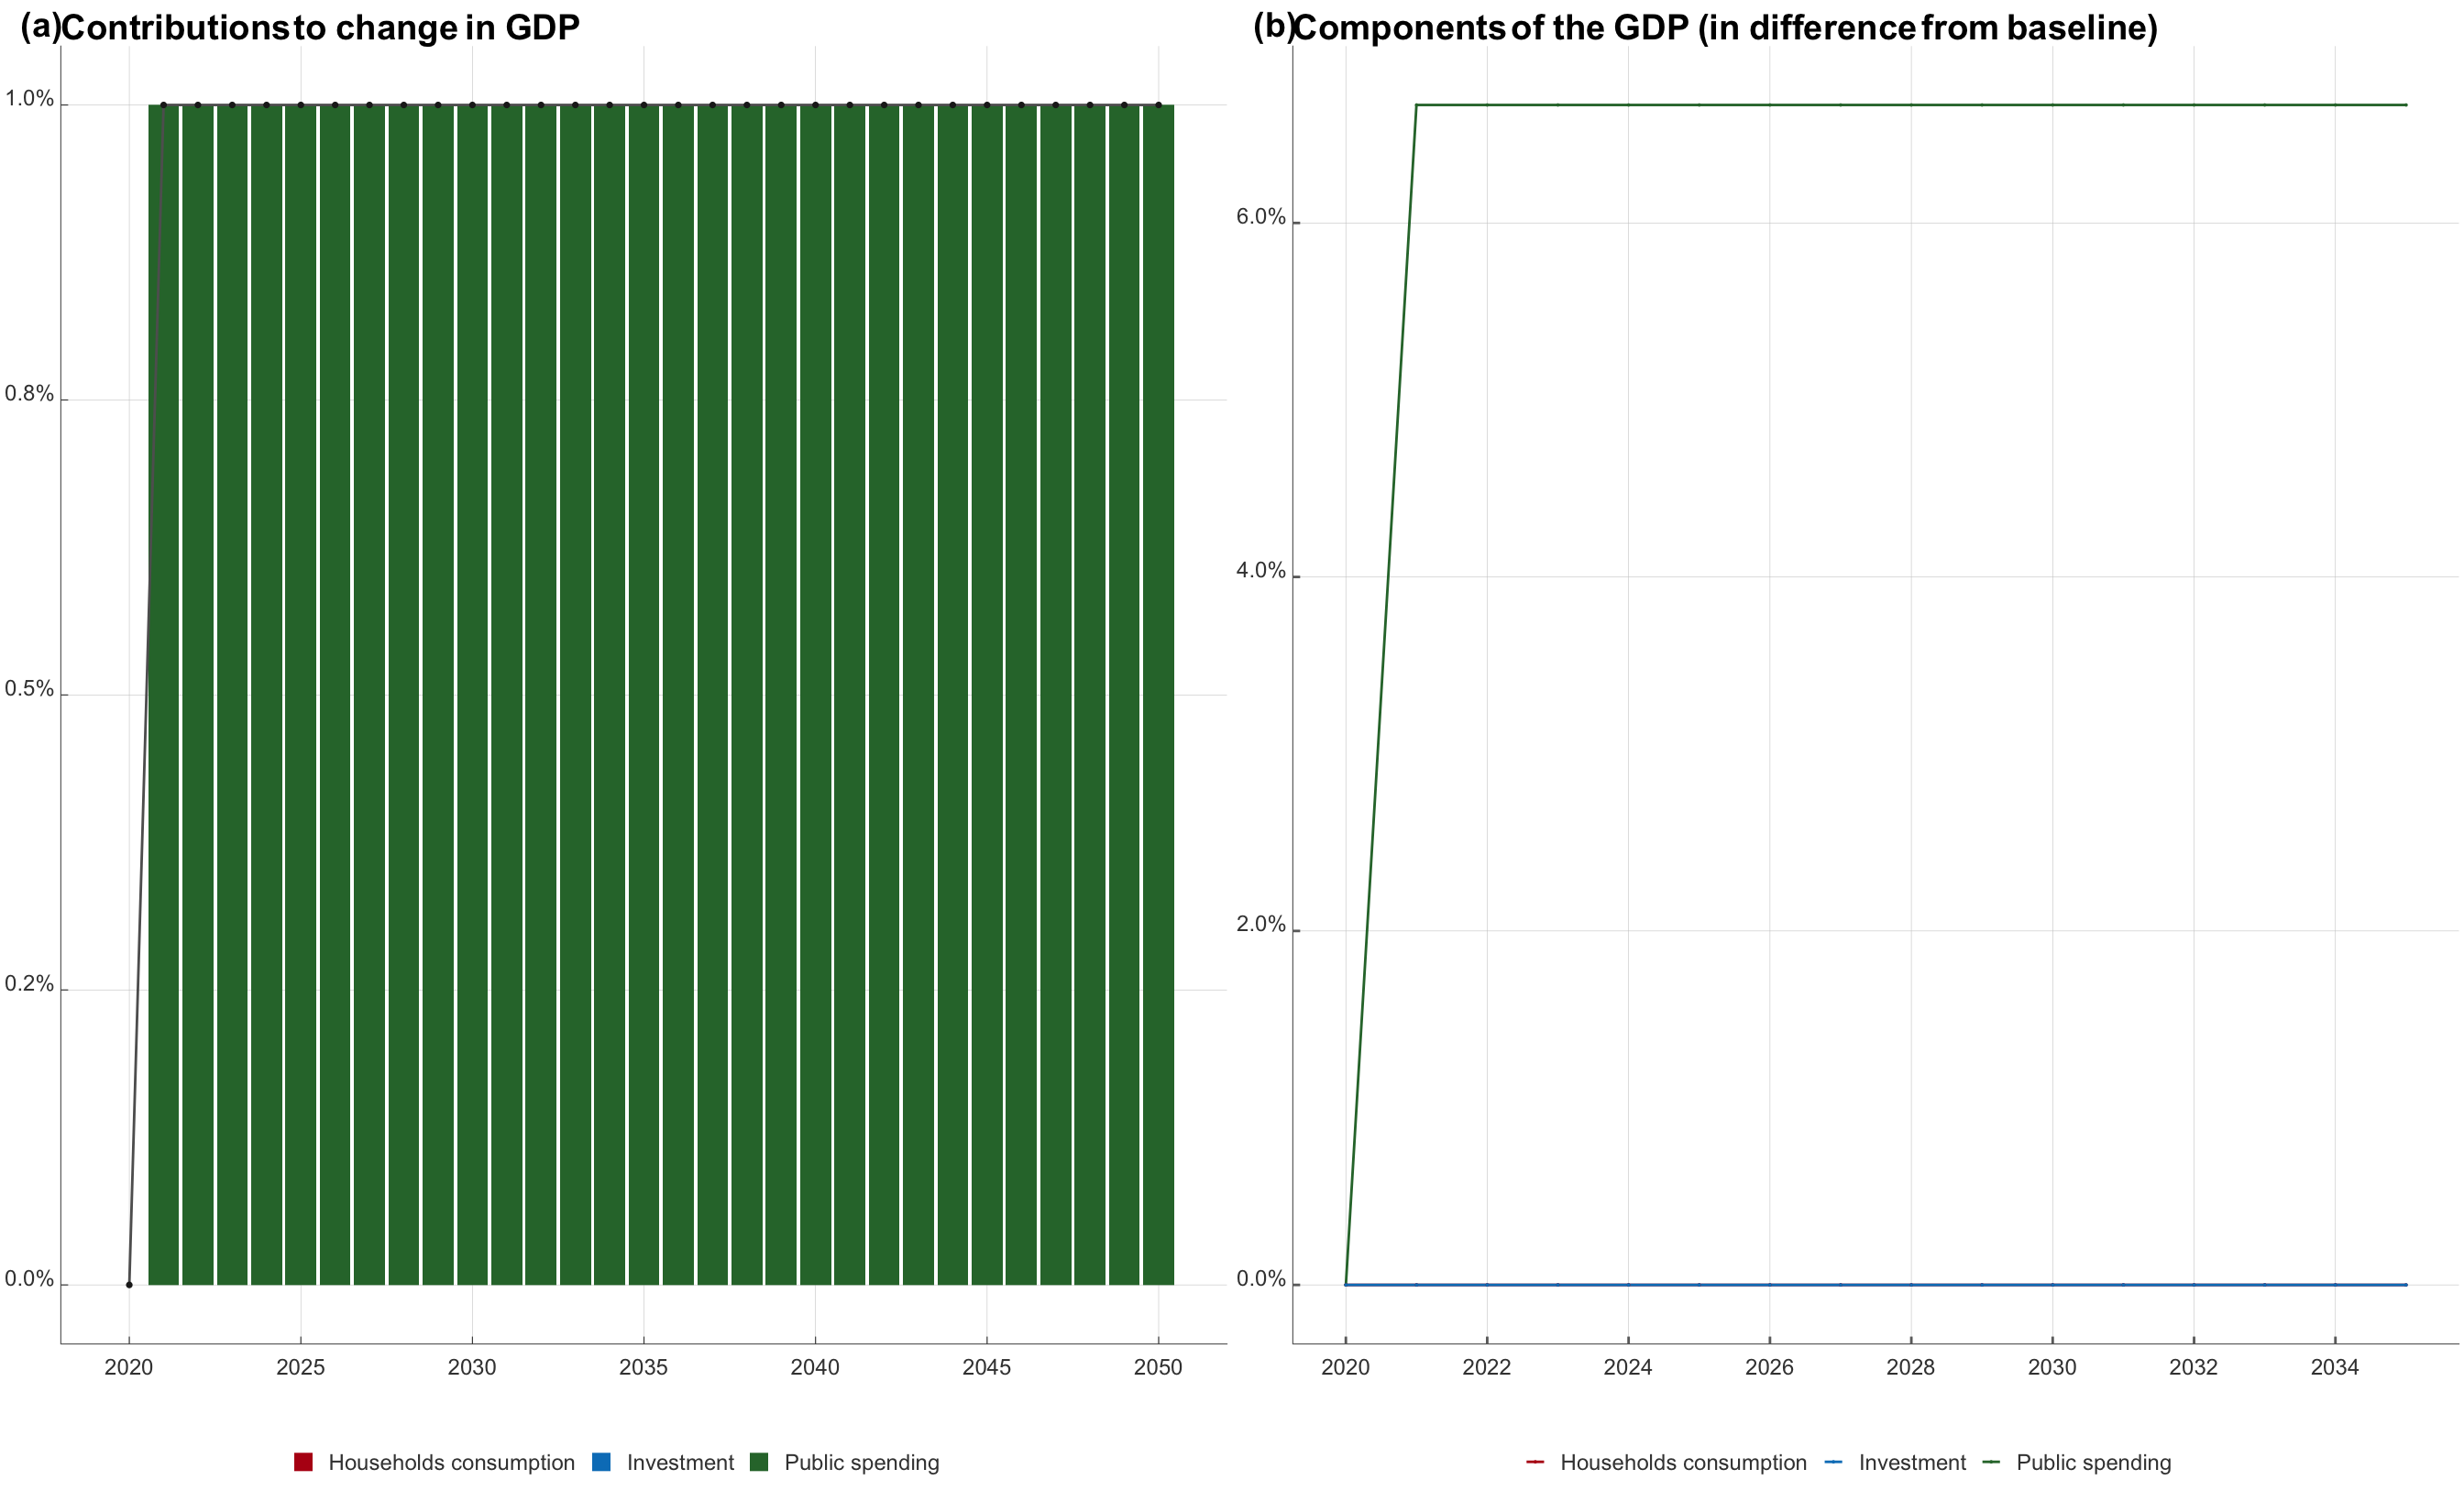 (a) Contributions to change in GDP
1.0%
0.8%
0.5%
0.2%
0.0%
2020 2025 2030 2035 2040 2045 2050
Households consumption Investment Public spending
(b) Components of the GDP (in difference from baseline)
6.0%
4.0%
2.0%
0.0%
2020 2022 2024 2026 2028 2030 2032 2034
Households consumption Investment Public spending